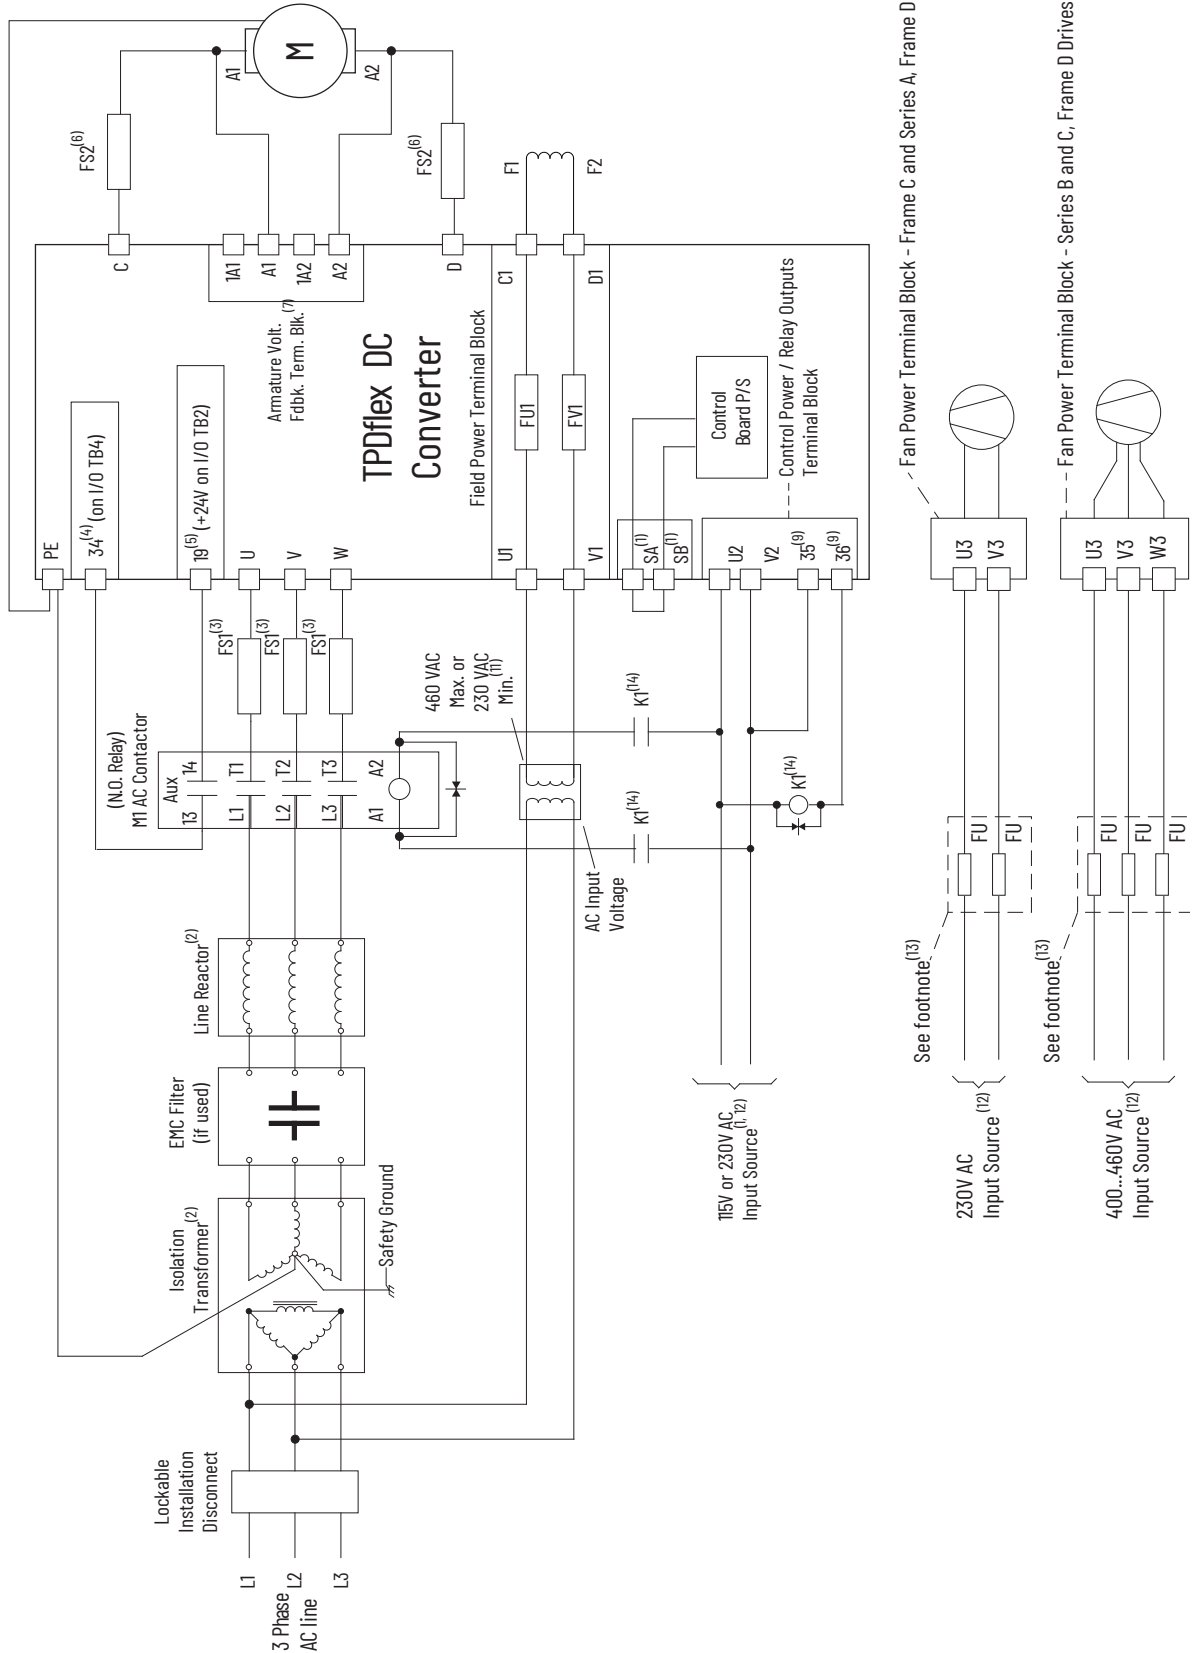 L1
L2
L3
3 Phase
AC line
Lockable
Installation
Disconnect
Isolation
Transformer(2)
Safety Ground
EMC Filter
(if used)
Line Reactor(2)
(N.O. Relay)
M1 AC Contactor
Aux
13
14
L1
T1
L2
T2
L3
T3
A1
A2
FS1(3)
FS1(3)
FS1(3)
PE
34(4) (on I/O TB4)
19(5) (+24V on I/O TB2)
U
V
W
TPDflex DC
Converter
Armature Volt.
Fdbk. Term. Blk.(7)
C
1A1
A1
1A2
A2
D
FS2(6)
FS2(6)
A1
M
A2
Field Power Terminal Block
U1
FU1
C1
F1
V1
FV1
D1
F2
AC Input
Voltage
460 VAC
Max. or
230 VAC
Min.(11)
SA(1)
SB(1)
Control
Board P/S
U2
V2
35(9)
36(9)
Control Power / Relay Outputs
Terminal Block
K1(14)
K1(14)
K1(14)
115V or 230V AC
Input Source(1, 12)
230V AC
Input Source(12)
See footnote(13)
FU
FU
U3
V3
Fan Power Terminal Block - Frame C and Series A, Frame D
400...460V AC
Input Source(12)
See footnote(13)
FU
FU
FU
U3
V3
W3
Fan Power Terminal Block - Series B and C, Frame D Drives